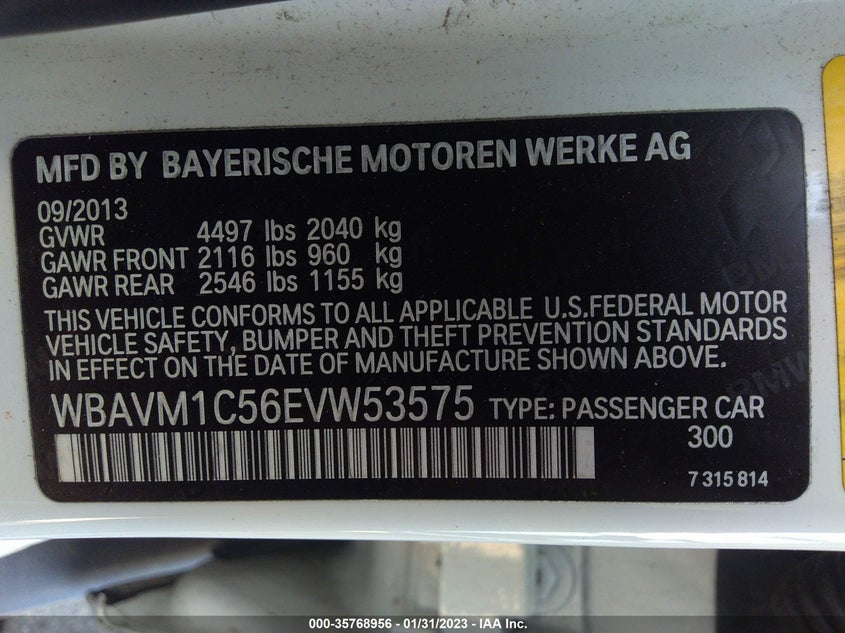 MFD BY BAYERISCHE MOTOREN WERKE AG
09/2013
GVWR 4497 lbs 2040 kg
GAWR FRONT 2116 lbs 960 kg
GAWR REAR 2546 lbs 1155 kg
THIS VEHICLE CONFORMS TO ALL APPLICABLE U.S.FEDERAL MOTOR
VEHICLE SAFETY, BUMPER AND THEFT PREVENTION STANDARDS
IN EFFECT ON THE DATE OF MANUFACTURE SHOWN ABOVE.
WBAVM1C56EVW53575 TYPE: PASSENGER CAR
300
7 315 814
000-35768956 - 01/31/2023 - IAA Inc.